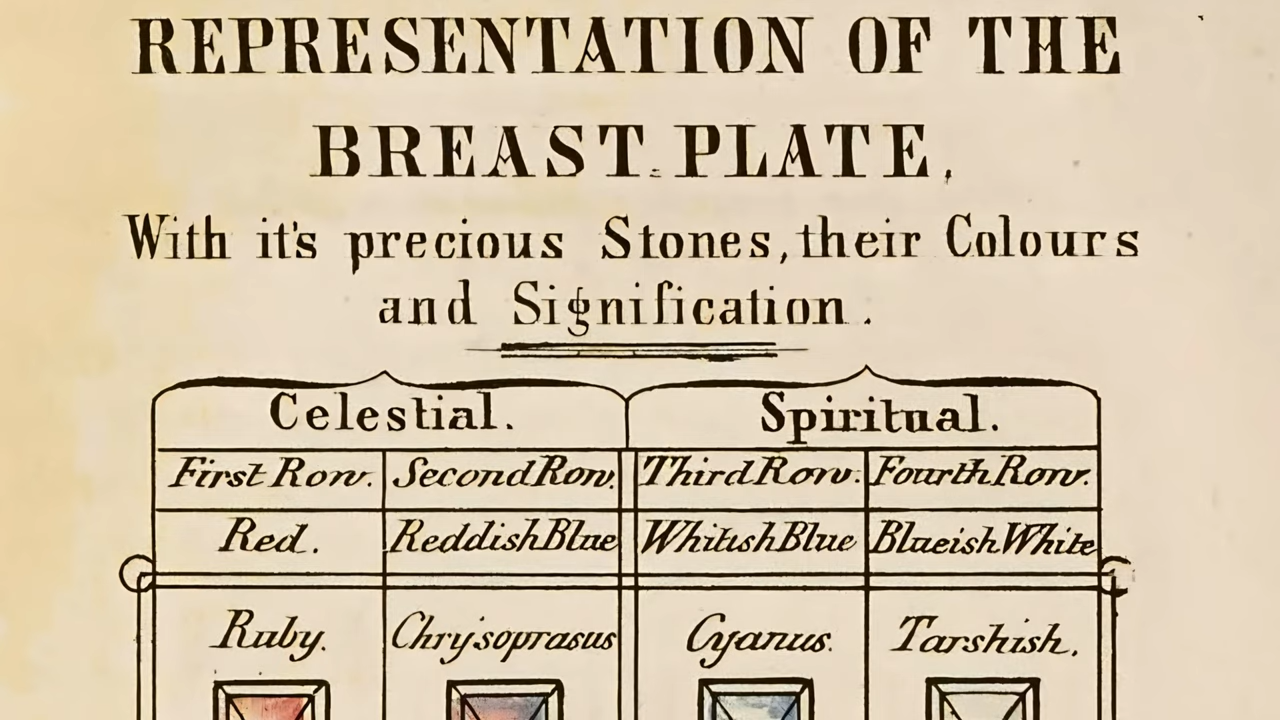 REPRESENTATION OF THE
BREAST-PLATE,
With it's precious Stones, their Colours
and Signification.
Celestial. Spiritual.
First Row. Second Row. Third Row. Fourth Row.
Red. Reddish Blue Whitish Blue Blueish White
Ruby. Chrysoprasus Cyanus. Tarshish.